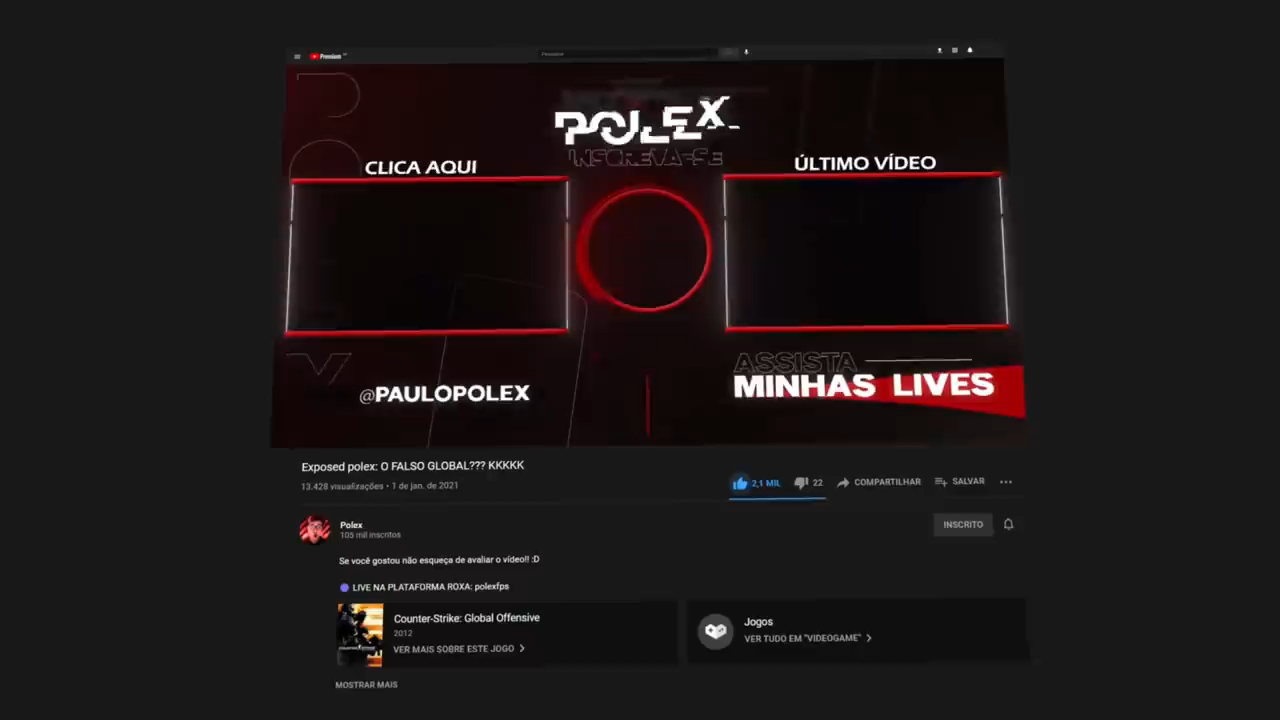 Premium
Pesquisar
POLEX
INSCREVA-SE
CLICA AQUI
ÚLTIMO VÍDEO
@PAULOPOLEX
ASSISTA
MINHAS LIVES
Exposed polex: O FALSO GLOBAL??? KKKKK
13.428 visualizações • 1 de jan. de 2021
2,1 MIL
22
COMPARTILHAR
SALVAR
Polex
105 mil inscritos
INSCRITO
Se você gostou não esqueça de avaliar o vídeo!! :D
LIVE NA PLATAFORMA ROXA: polexfps
Counter-Strike: Global Offensive
2012
VER MAIS SOBRE ESTE JOGO
Jogos
VER TUDO EM "VIDEOGAME"
MOSTRAR MAIS